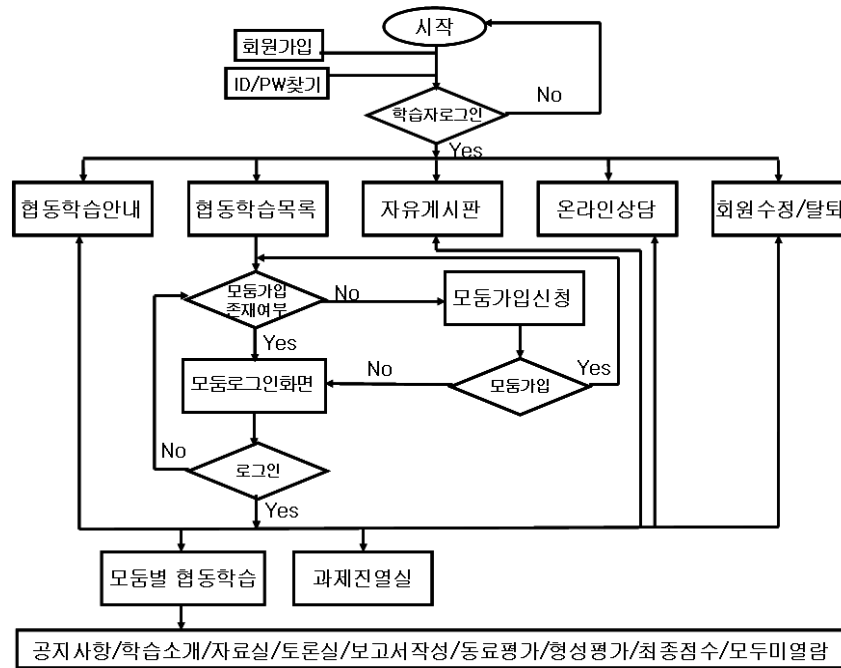 시작
회원가입
ID/PW찾기
학습자로그인
No
Yes
협동학습안내
협동학습목록
자유게시판
온라인상담
회원수정/탈퇴
모둠가입
존재여부
No
모둠가입신청
Yes
모둠로그인화면
No
모둠가입
Yes
No
로그인
Yes
모둠별 협동학습
과제진열실
공지사항/학습소개/자료실/토론실/보고서작성/동료평가/형성평가/최종점수/모두미열람